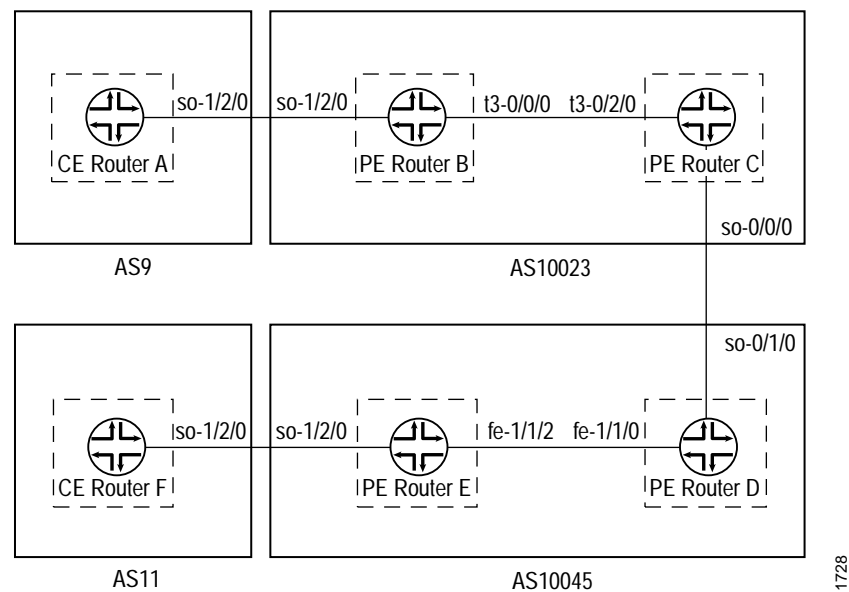 so-1/2/0 so-1/2/0 t3-0/0/0 t3-0/2/0
CE Router A PE Router B PE Router C
so-0/0/0
AS9 AS10023
so-0/1/0
so-1/2/0 so-1/2/0 fe-1/1/2 fe-1/1/0
CE Router F PE Router E PE Router D
AS11 AS10045
1728